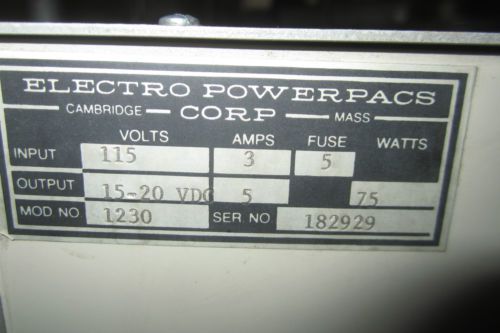 ELECTRO POWERPACS
CAMBRIDGE — CORP — MASS
VOLTS AMPS FUSE WATTS
INPUT 115 3 5
OUTPUT 15-20 VDC 5 75
MOD NO 1230 SER NO 182929